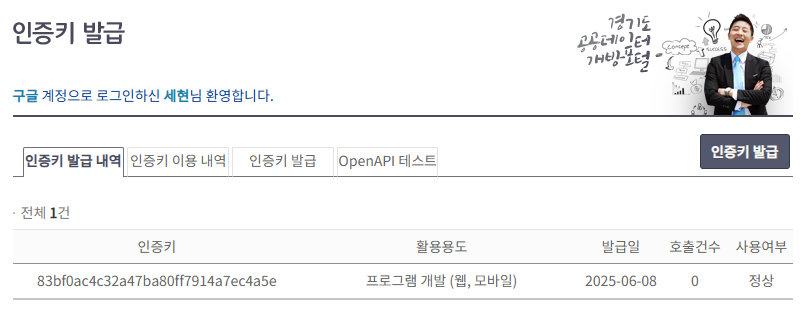 인증키 발급
경기도
공공데이터
개방포털
Concept
SUCCESS
구글 계정으로 로그인하신 세현님 환영합니다.
인증키 발급 내역
인증키 이용 내역
인증키 발급
OpenAPI 테스트
인증키 발급
· 전체 1건
인증키 활용용도 발급일 호출건수 사용여부
83bf0ac4c32a47ba80ff7914a7ec4a5e 프로그램 개발 (웹, 모바일) 2025-06-08 0 정상